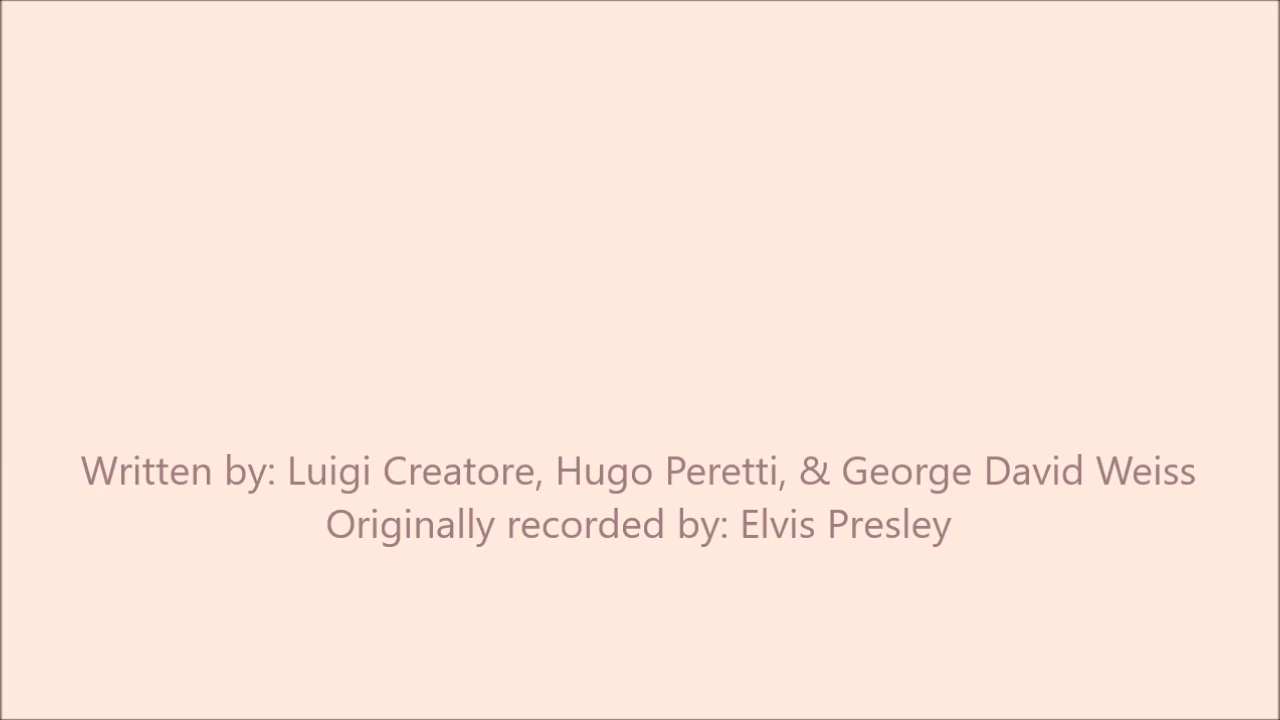 Written by: Luigi Creatore, Hugo Peretti, & George David Weiss
Originally recorded by: Elvis Presley